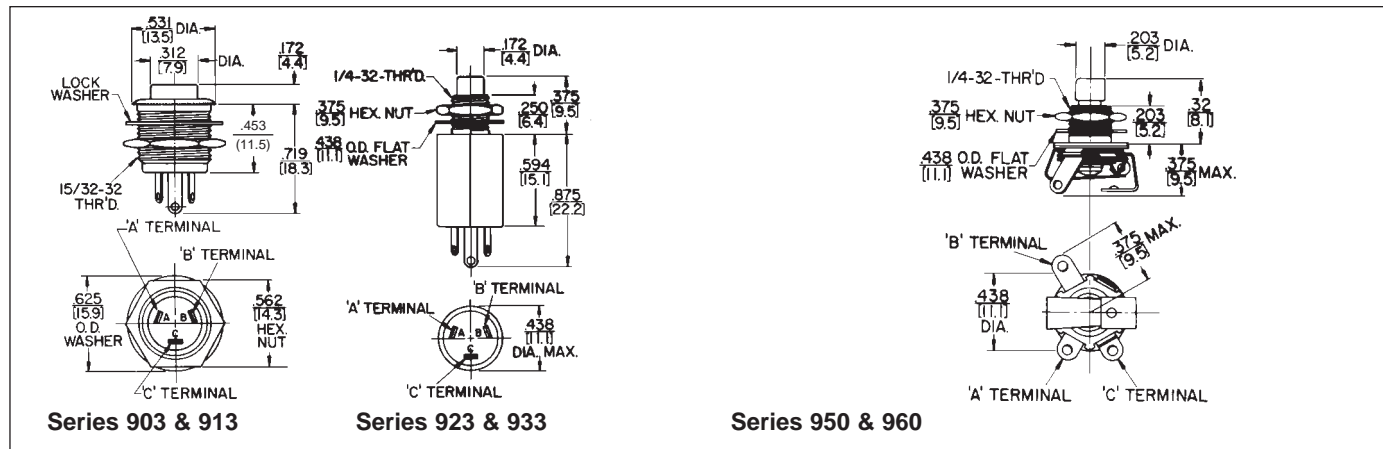 .531 DIA.
[13.5]
.312 DIA.
[7.9]
.172
[4.4]
LOCK
WASHER
.453
(11.5)
.719
[18.3]
15/32-32
THR'D.
'A' TERMINAL
'B' TERMINAL
.625
[15.9]
O.D.
WASHER
A B
C
.562
[14.3]
HEX.
NUT
'C' TERMINAL
Series 903 & 913
.172 DIA.
[4.4]
1/4-32-THR'D.
.375 HEX. NUT
[9.5]
.250
[6.4]
.375
[9.5]
.438 O.D. FLAT
[11.1] WASHER
.594
[15.1]
.875
[22.2]
'B' TERMINAL
'A' TERMINAL
A B
C
.438
[11.1]
DIA. MAX.
'C' TERMINAL
Series 923 & 933
.203 DIA.
[5.2]
1/4-32-THR'D
.375 HEX. NUT
[9.5]
.203
[5.2]
.32
[8.1]
.438 O.D. FLAT
[11.1] WASHER
.375 MAX.
[9.5]
'B' TERMINAL
.375 MAX.
[9.5]
.438
[11.1]
DIA.
'A' TERMINAL
'C' TERMINAL
Series 950 & 960